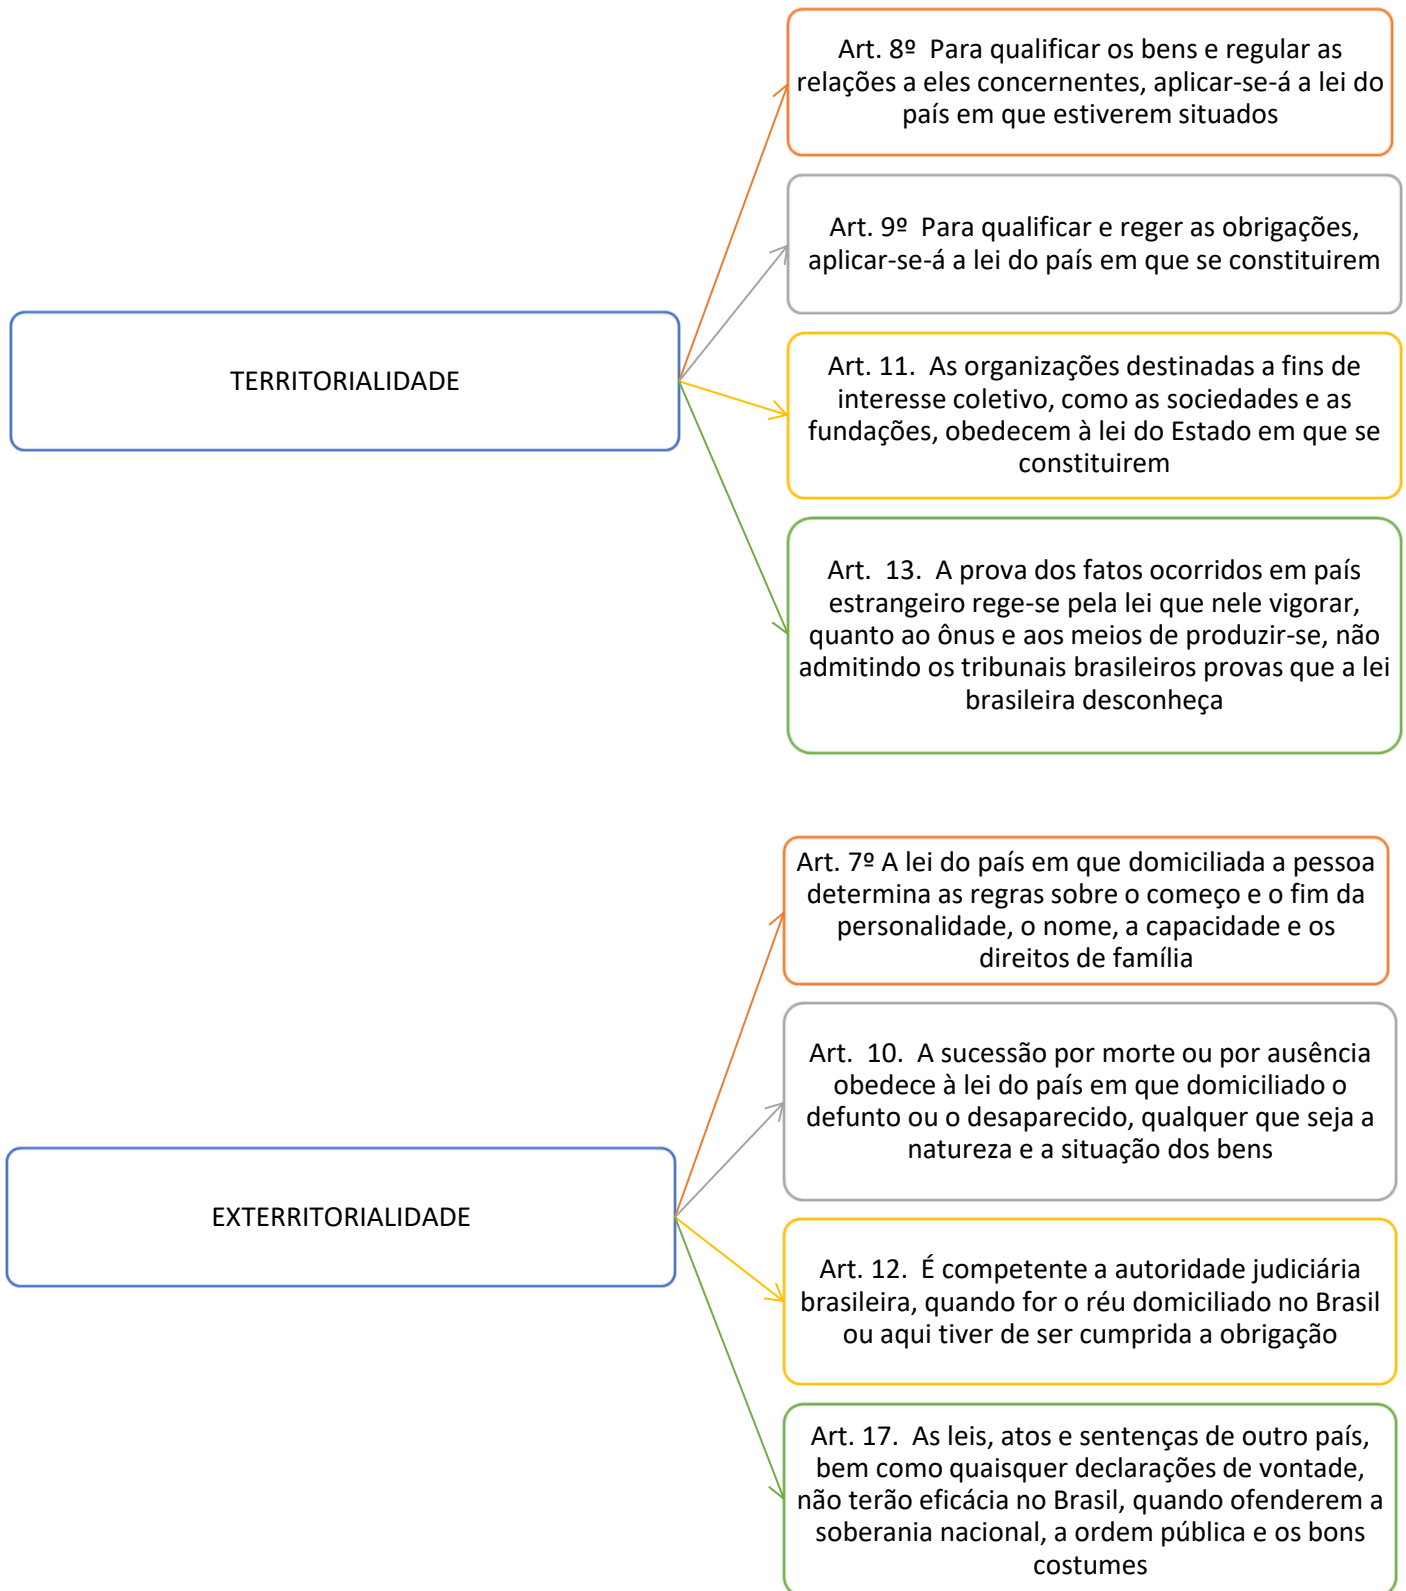 TERRITORIALIDADE
Art. 8º  Para qualificar os bens e regular as
relações a eles concernentes, aplicar-se-á a lei do
país em que estiverem situados
Art. 9º  Para qualificar e reger as obrigações,
aplicar-se-á a lei do país em que se constituirem
Art. 11.  As organizações destinadas a fins de
interesse coletivo, como as sociedades e as
fundações, obedecem à lei do Estado em que se
constituirem
Art.  13.  A prova dos fatos ocorridos em país
estrangeiro rege-se pela lei que nele vigorar,
quanto ao ônus e aos meios de produzir-se, não
admitindo os tribunais brasileiros provas que a lei
brasileira desconheça
EXTERRITORIALIDADE
Art. 7º A lei do país em que domiciliada a pessoa
determina as regras sobre o começo e o fim da
personalidade, o nome, a capacidade e os
direitos de família
Art.  10.  A sucessão por morte ou por ausência
obedece à lei do país em que domiciliado o
defunto ou o desaparecido, qualquer que seja a
natureza e a situação dos bens
Art. 12.  É competente a autoridade judiciária
brasileira, quando for o réu domiciliado no Brasil
ou aqui tiver de ser cumprida a obrigação
Art. 17.  As leis, atos e sentenças de outro país,
bem como quaisquer declarações de vontade,
não terão eficácia no Brasil, quando ofenderem a
soberania nacional, a ordem pública e os bons
costumes